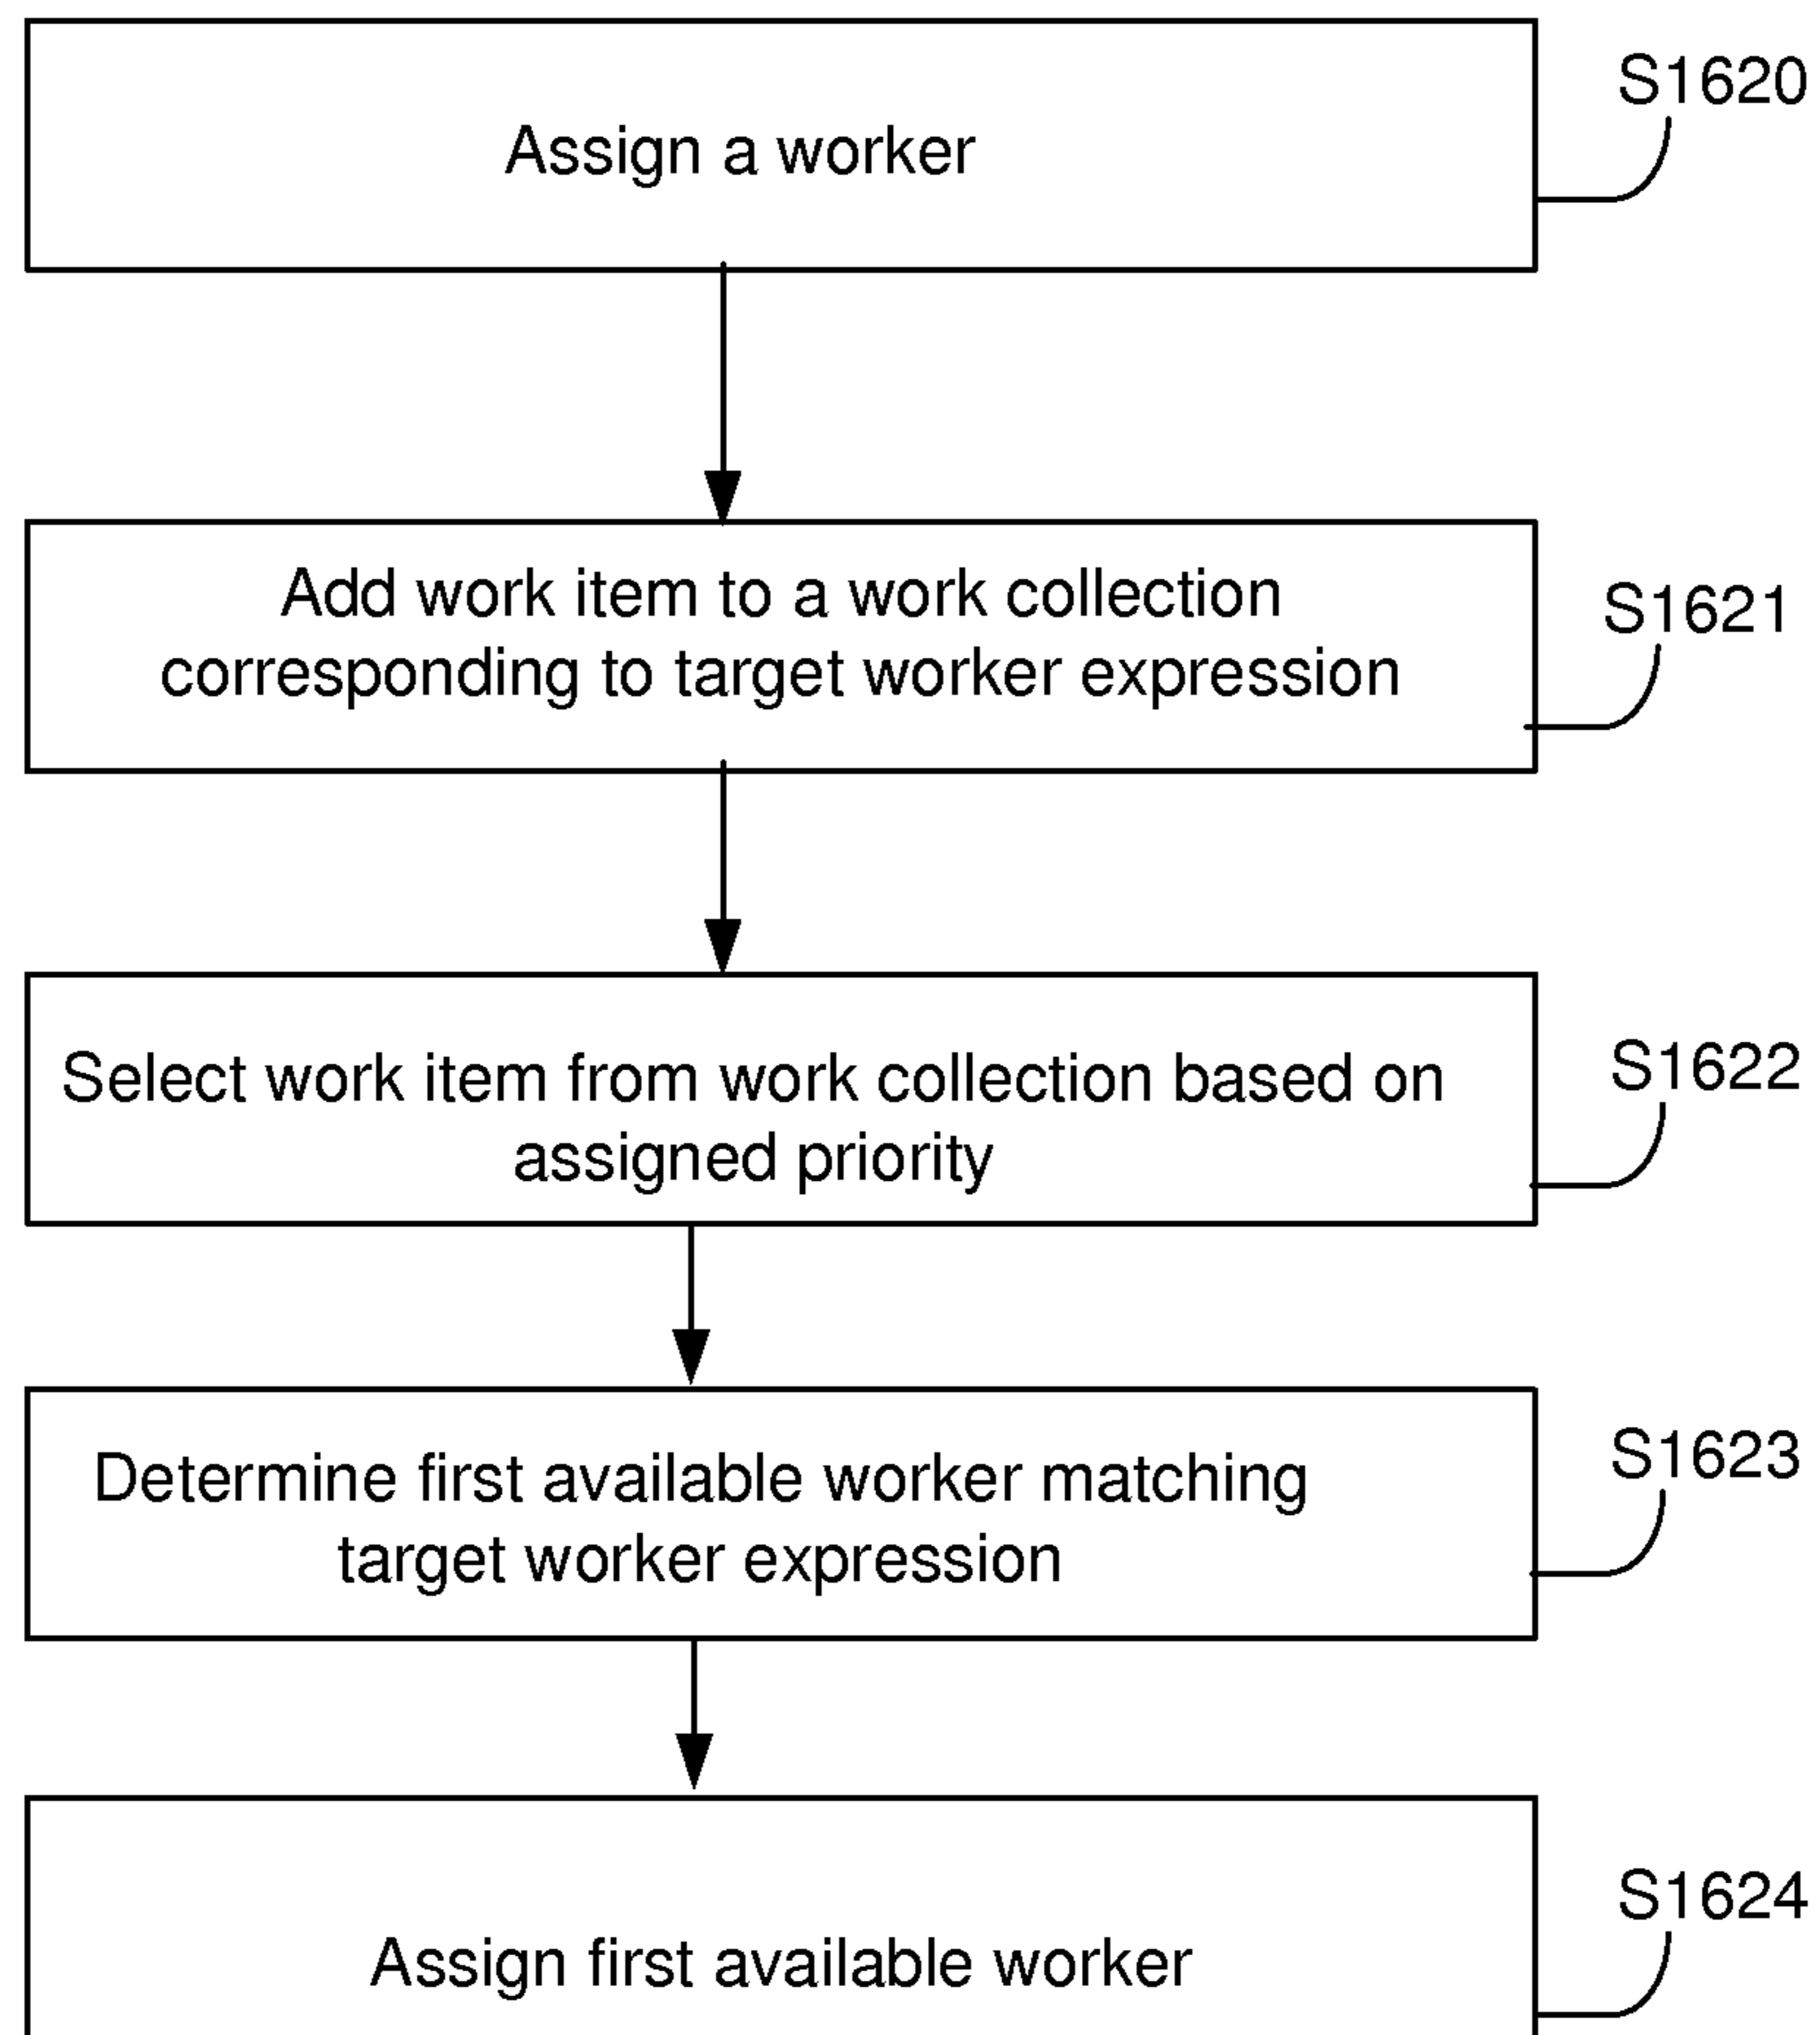 S1620
Assign a worker
Add work item to a work collection
S1621
corresponding to target worker expression
Select work item from work collection based on
S1622
assigned priority
Determine first available worker matching
S1623
target worker expression
S1624
Assign first available worker